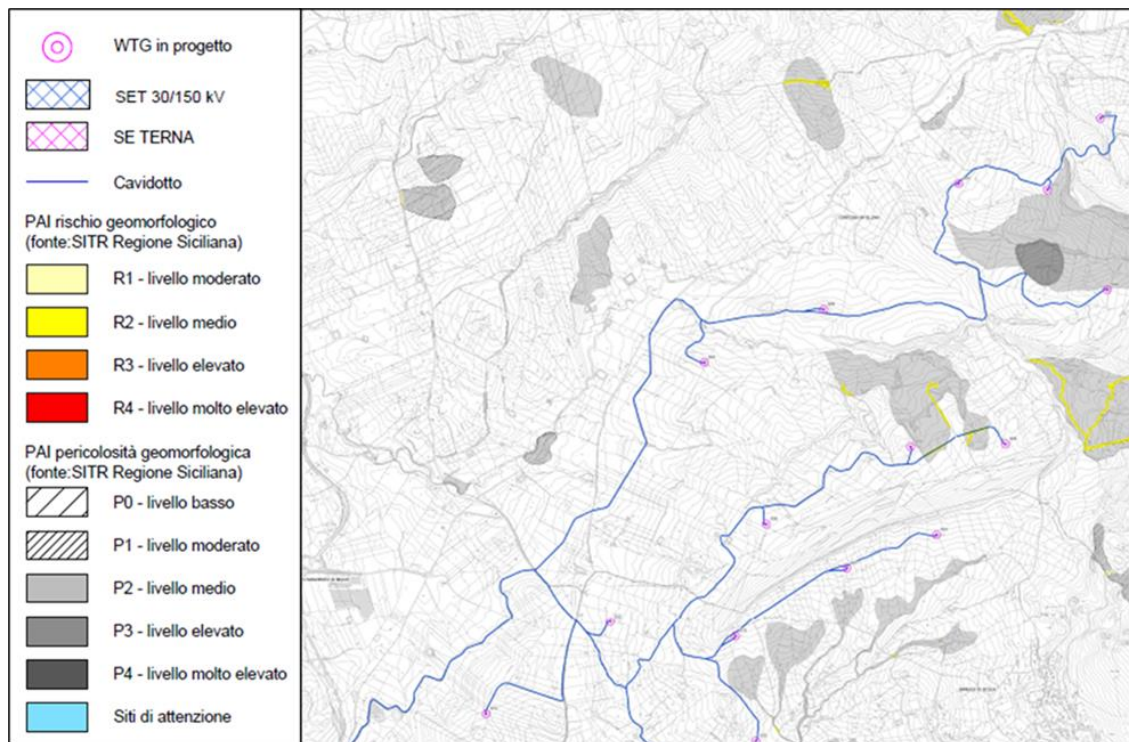 WTG in progetto
SET 30/150 kV
SE TERNA
Cavidotto
PAI rischio geomorfologico
(fonte:SITR Regione Siciliana)
R1 - livello moderato
R2 - livello medio
R3 - livello elevato
R4 - livello molto elevato
PAI pericolosità geomorfologica
(fonte:SITR Regione Siciliana)
P0 - livello basso
P1 - livello moderato
P2 - livello medio
P3 - livello elevato
P4 - livello molto elevato
Siti di attenzione